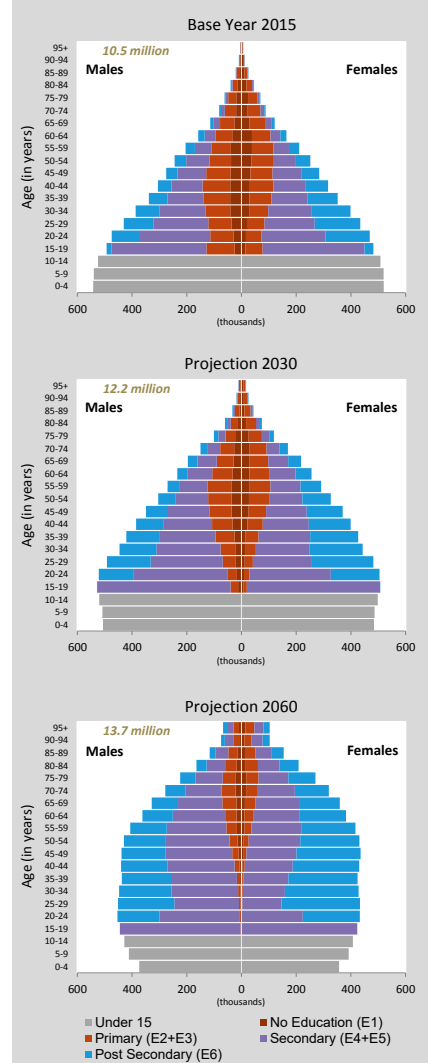 Base Year 2015
10.5 million
Males
Females
Age (in years)
95+
90-94
85-89
80-84
75-79
70-74
65-69
60-64
55-59
50-54
45-49
40-44
35-39
30-34
25-29
20-24
15-19
10-14
5-9
0-4
600 400 200 0 200 400 600
(thousands)
Projection 2030
12.2 million
Males
Females
Age (in years)
95+
90-94
85-89
80-84
75-79
70-74
65-69
60-64
55-59
50-54
45-49
40-44
35-39
30-34
25-29
20-24
15-19
10-14
5-9
0-4
600 400 200 0 200 400 600
(thousands)
Projection 2060
13.7 million
Males
Females
Age (in years)
95+
90-94
85-89
80-84
75-79
70-74
65-69
60-64
55-59
50-54
45-49
40-44
35-39
30-34
25-29
20-24
15-19
10-14
5-9
0-4
600 400 200 0 200 400 600
(thousands)
Under 15 No Education (E1)
Primary (E2+E3) Secondary (E4+E5)
Post Secondary (E6)